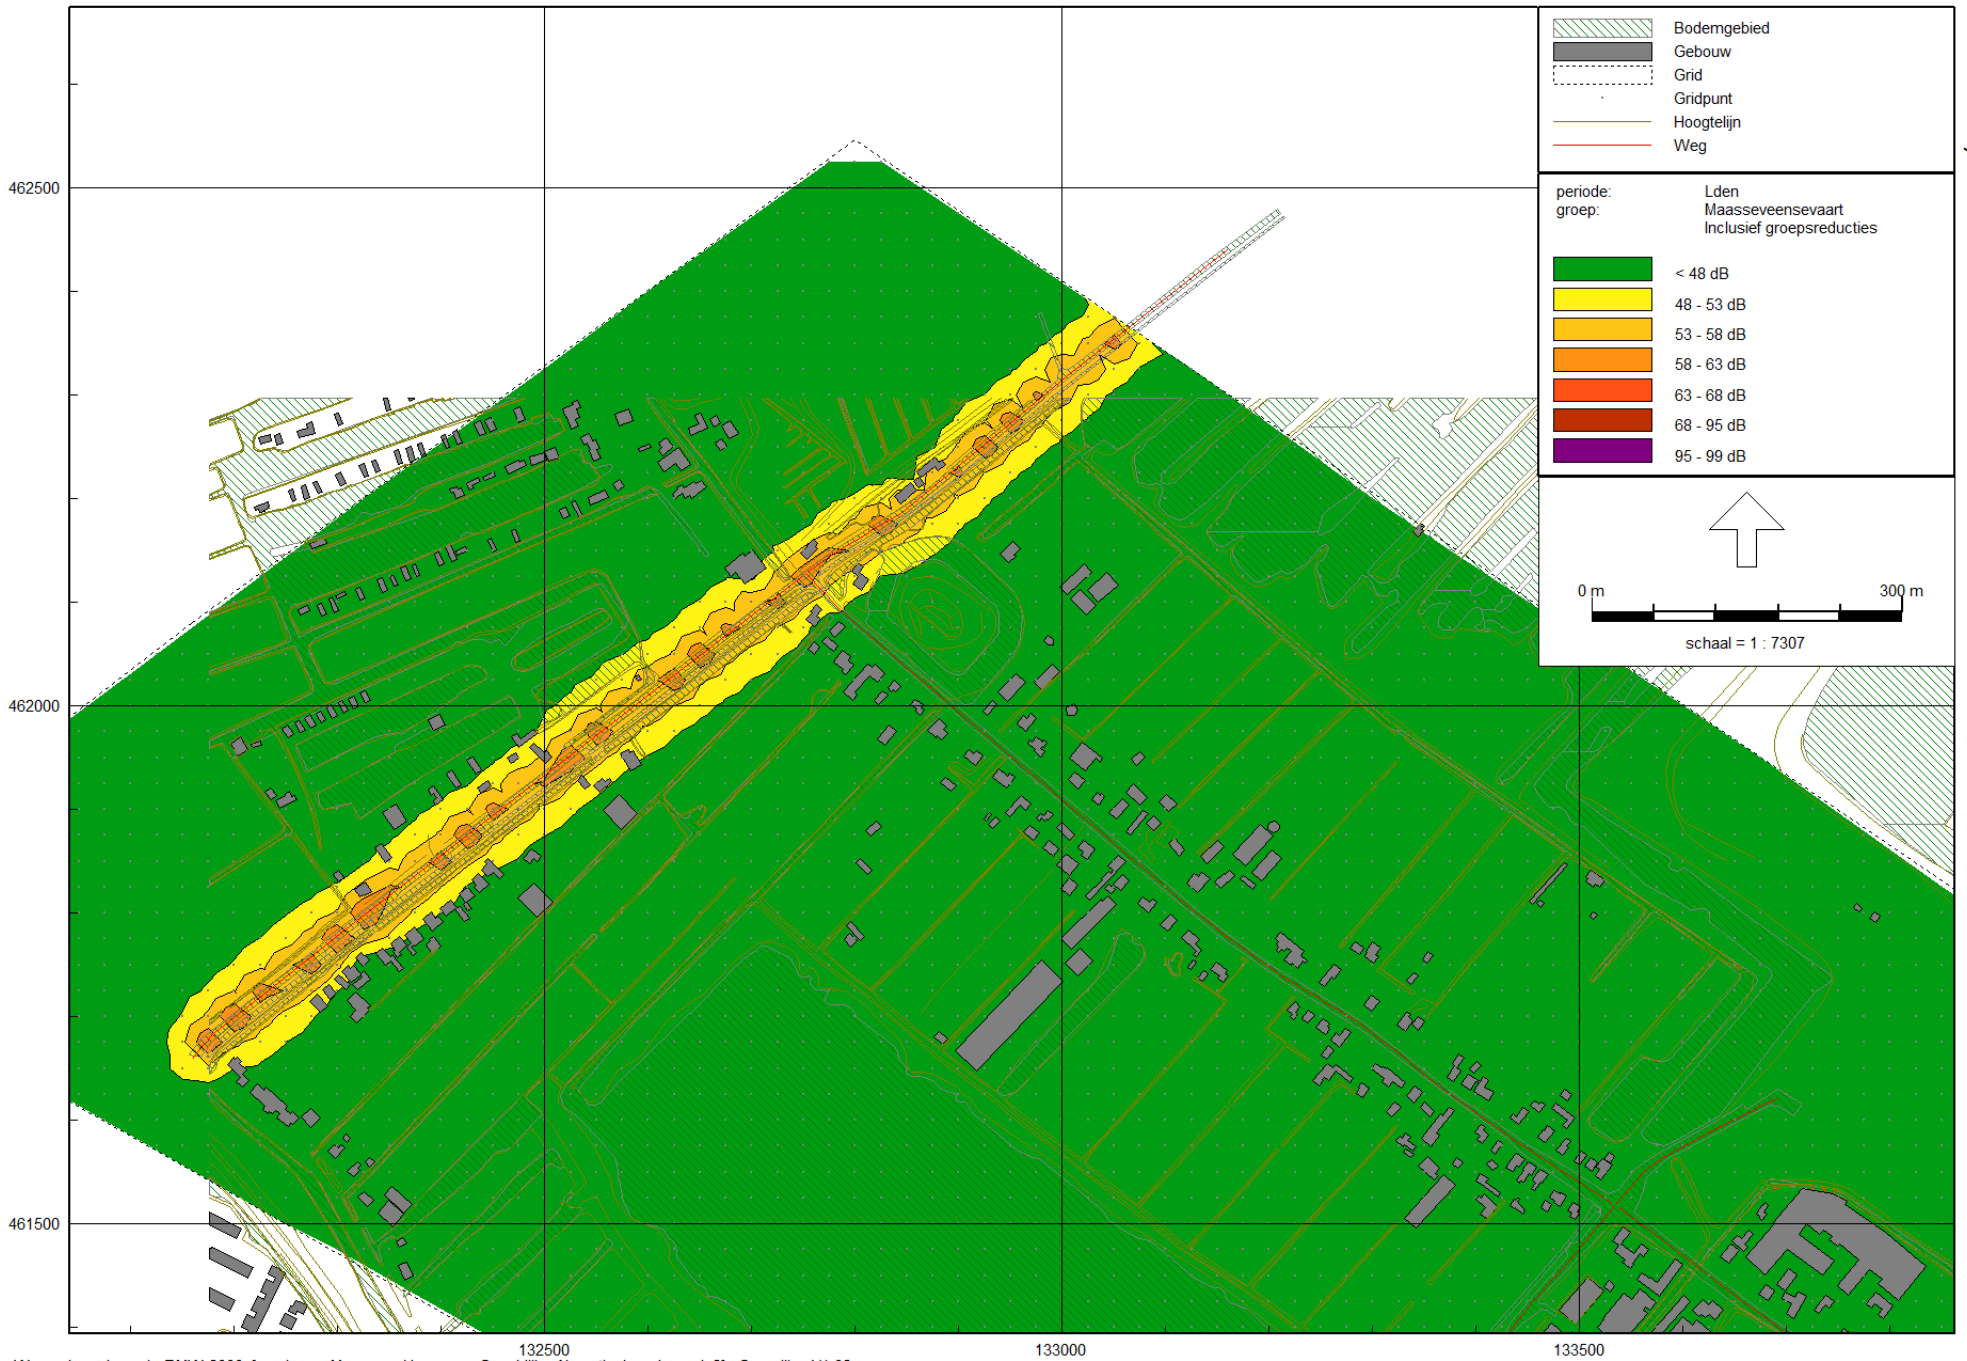 Bodemgebied
Gebouw
Grid
Gridpunt
Hoogtelijn
Weg
periode: Lden
groep: Maasseveensevaart
Inclusief groepsreducties
< 48 dB
48 - 53 dB
53 - 58 dB
58 - 63 dB
63 - 68 dB
68 - 95 dB
95 - 99 dB
0 m 300 m
schaal = 1 : 7307
462500
462000
461500
132500 133000 133500